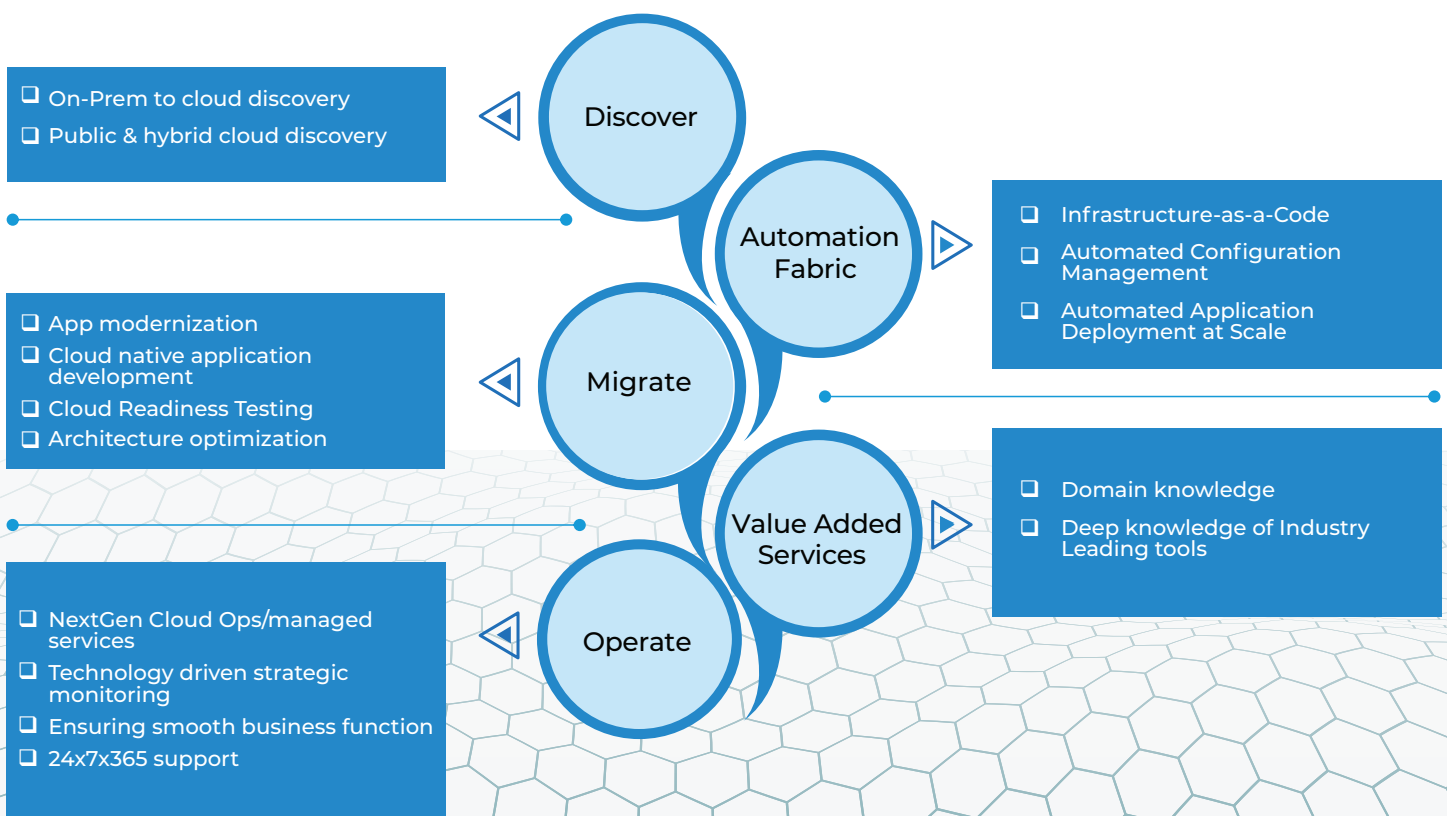 On-Prem to cloud discovery
Public & hybrid cloud discovery
Discover
Automation
Fabric
Infrastructure-as-a-Code
Automated Configuration
Management
Automated Application
Deployment at Scale
App modernization
Cloud native application
development
Cloud Readiness Testing
Architecture optimization
Migrate
Value Added
Services
Domain knowledge
Deep knowledge of Industry
Leading tools
NextGen Cloud Ops/managed
services
Technology driven strategic
monitoring
Ensuring smooth business function
24x7x365 support
Operate